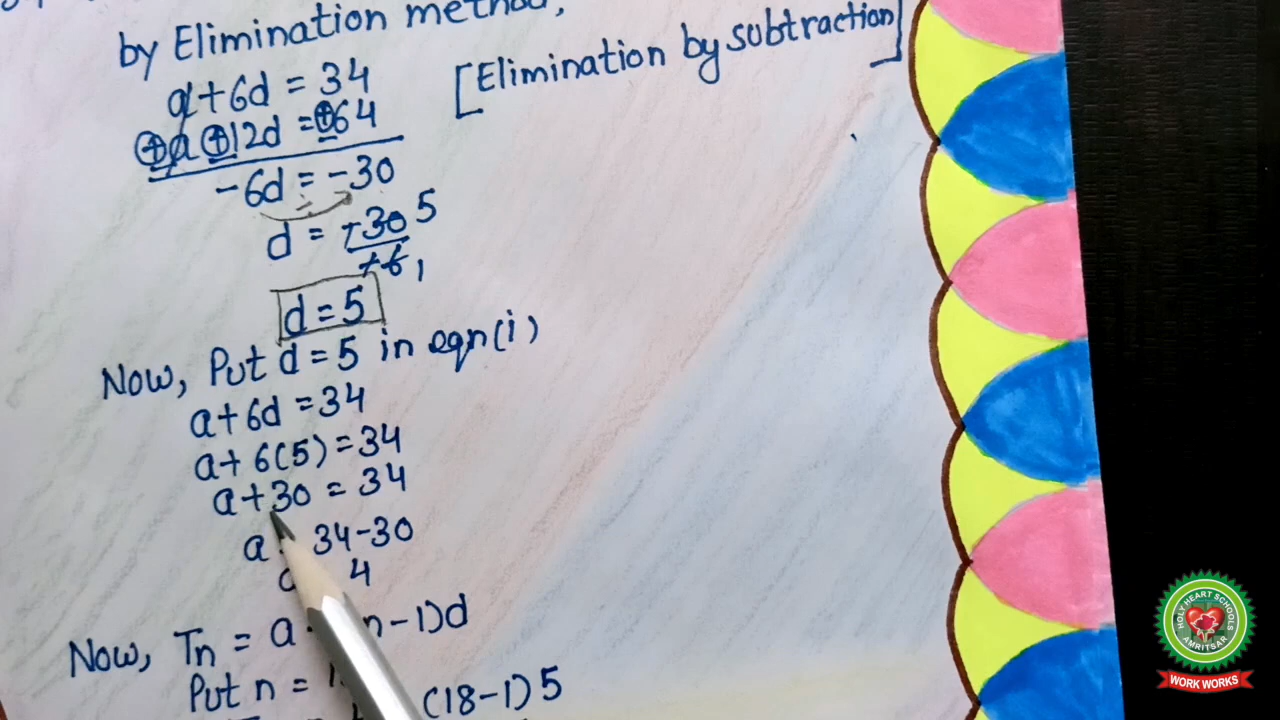 by Elimination method,
[Elimination by subtraction]
a+6d = 34
⊕a⊕12d = ⊕64
-6d = -30
d = +30 5
+6 1
d = 5
Now, Put d = 5 in eqn(i)
a+6d = 34
a+ 6(5) = 34
a+30 = 34
a 34-30
4
Now, Tn = a n-1)d
Put n =
(18-1)5
HOLY HEART SCHOOLS
AMRITSAR
WORK WORKS